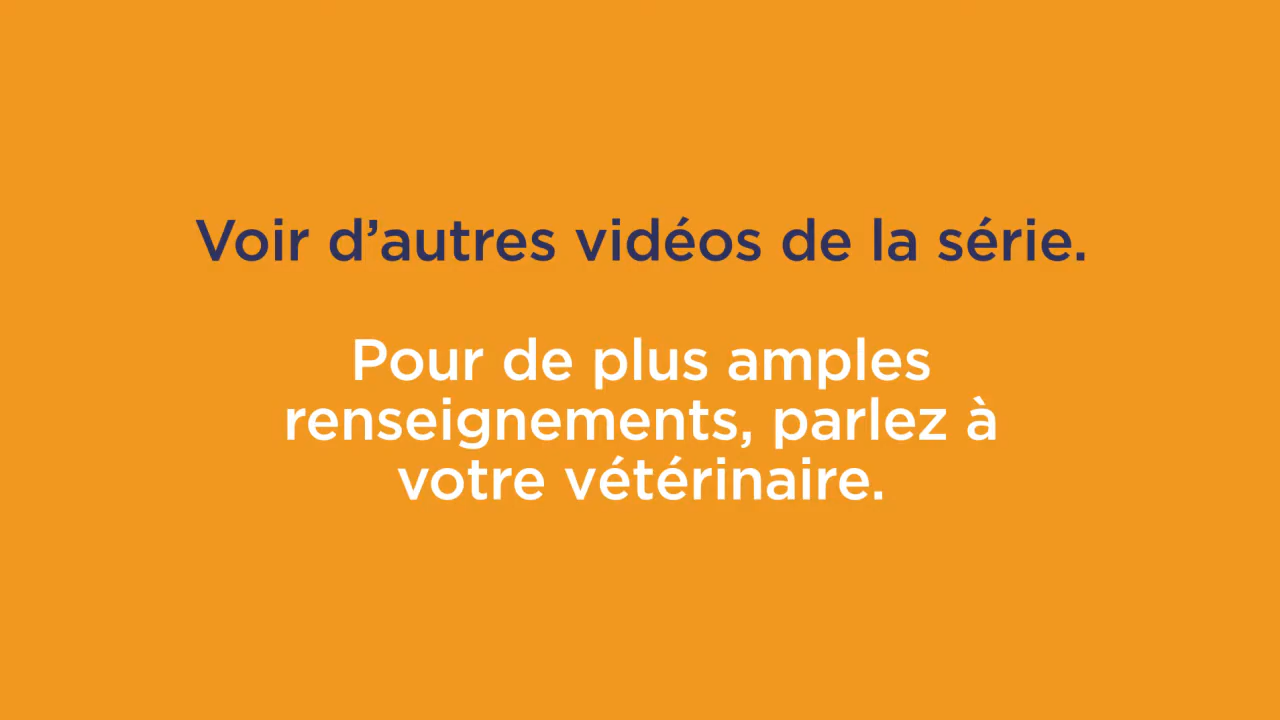 Voir d’autres vidéos de la série.
Pour de plus amples
renseignements, parlez à
votre vétérinaire.